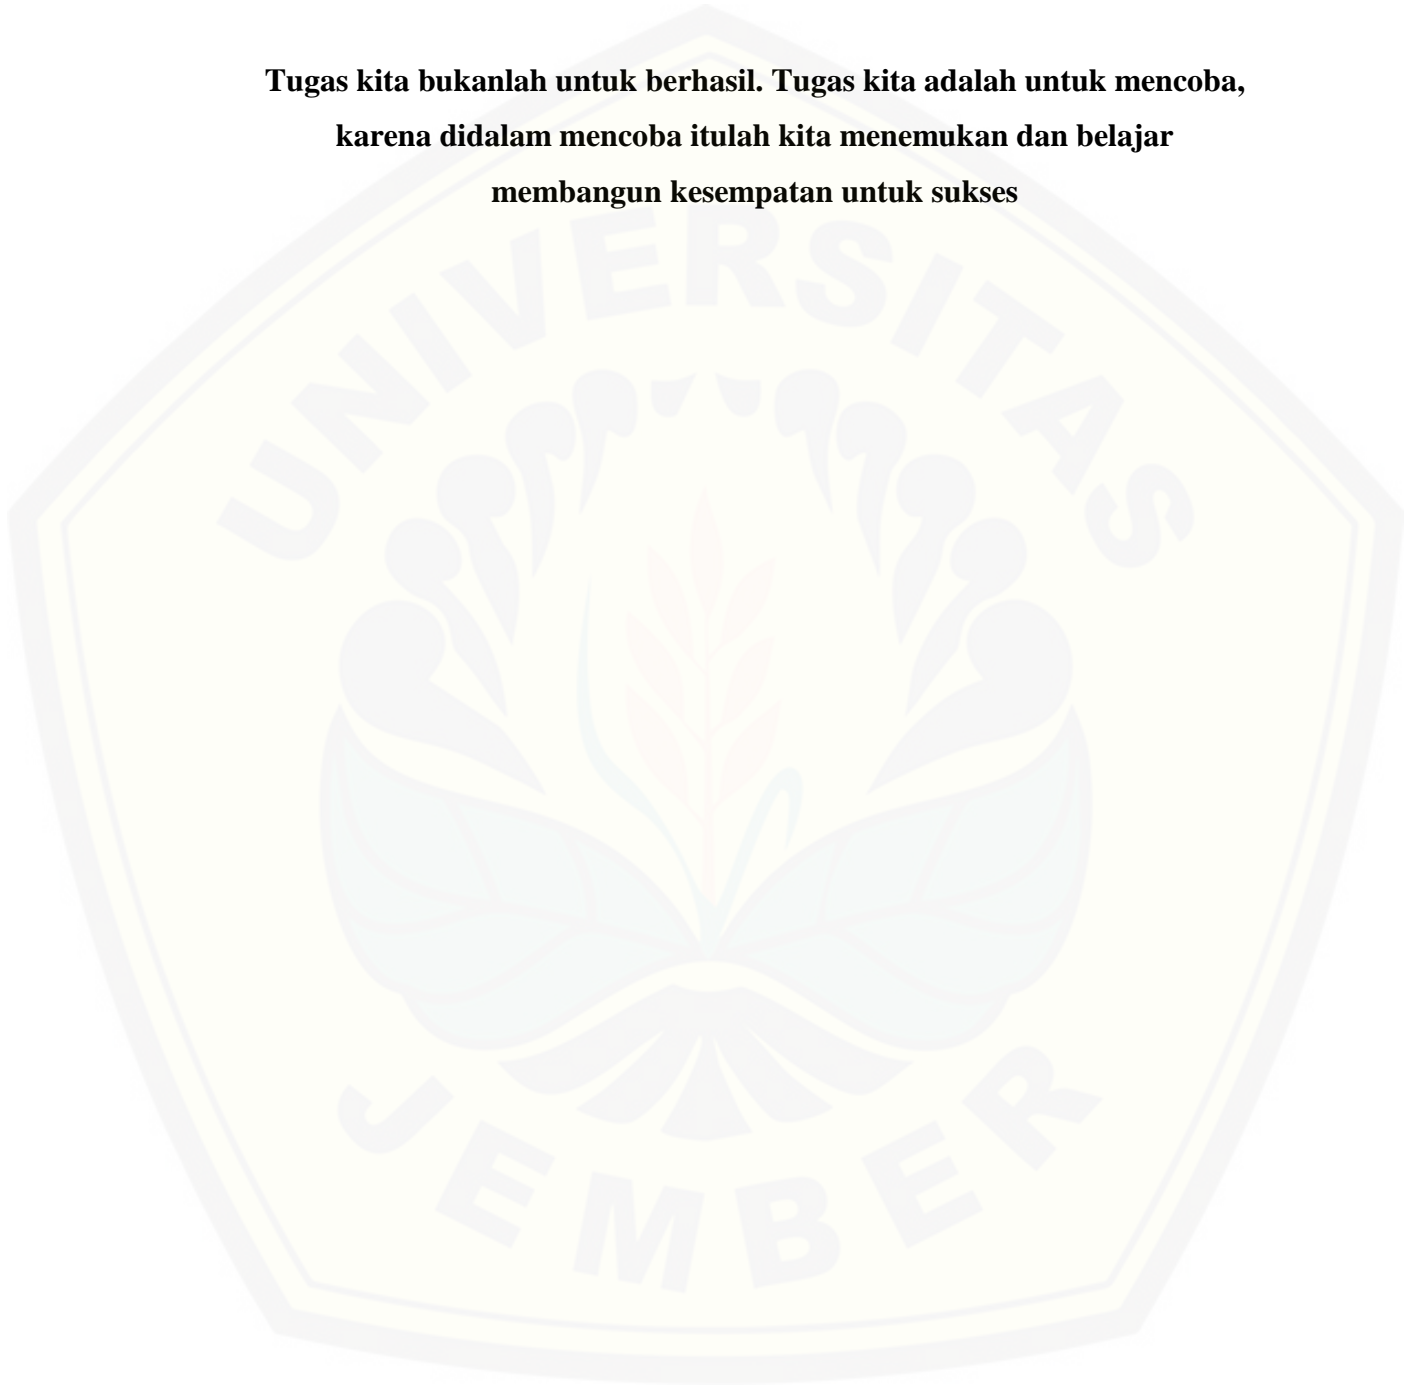 Tugas kita bukanlah untuk berhasil. Tugas kita adalah untuk mencoba,
karena didalam mencoba itulah kita menemukan dan belajar
membangun kesempatan untuk sukses
UNIVERSITAS
JEMBER